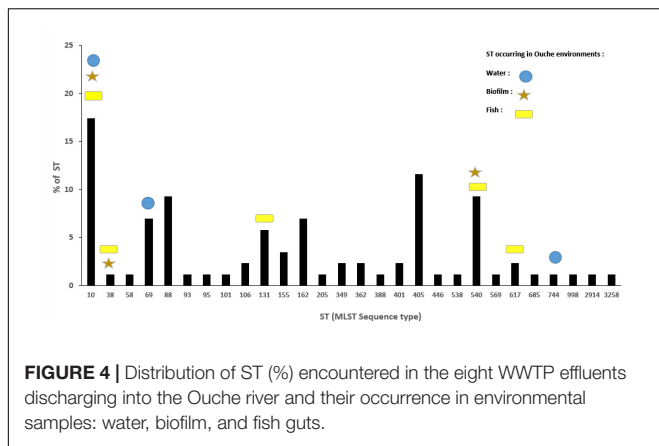 25
20
15
10
5
0
% of ST
ST occurring in Ouche environments :
Water :
Biofilm :
Fish :
10 38 58 69 88 93 95 101 106 131 155 162 205 349 362 388 401 405 446 538 540 569 617 685 744 998 2914 3258
ST (MLST Sequence type)
FIGURE 4 | Distribution of ST (%) encountered in the eight WWTP effluents
discharging into the Ouche river and their occurrence in environmental
samples: water, biofilm, and fish guts.